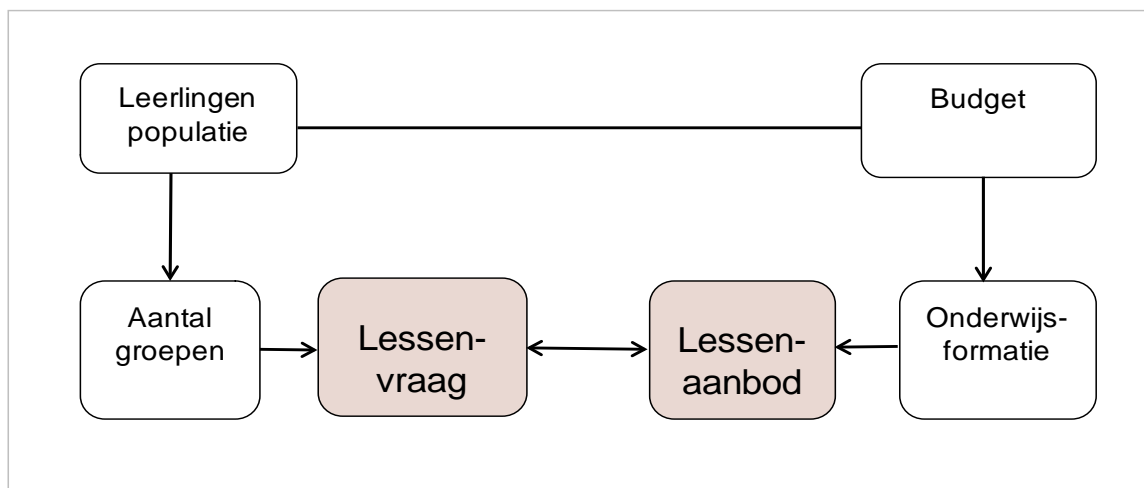 Leerlingen
populatie
Budget
Aantal
groepen
Lessen-
vraag
Lessen-
aanbod
Onderwijs-
formatie